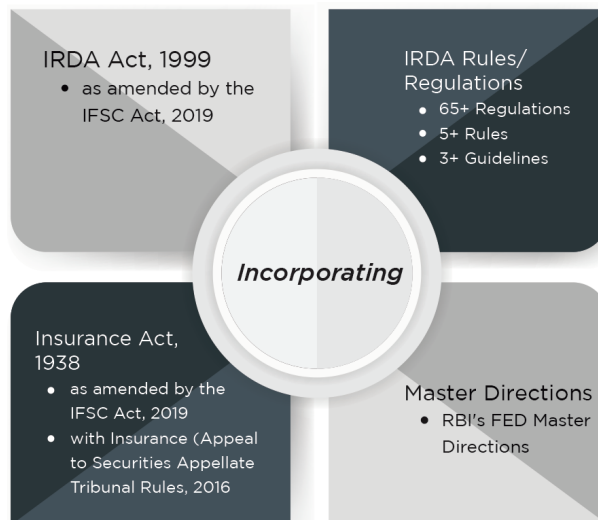 IRDA Act, 1999
• as amended by the
IFSC Act, 2019
IRDA Rules/
Regulations
• 65+ Regulations
• 5+ Rules
• 3+ Guidelines
Incorporating
Insurance Act,
1938
• as amended by the
IFSC Act, 2019
• with Insurance (Appeal
to Securities Appellate
Tribunal Rules, 2016
Master Directions
• RBI's FED Master
Directions